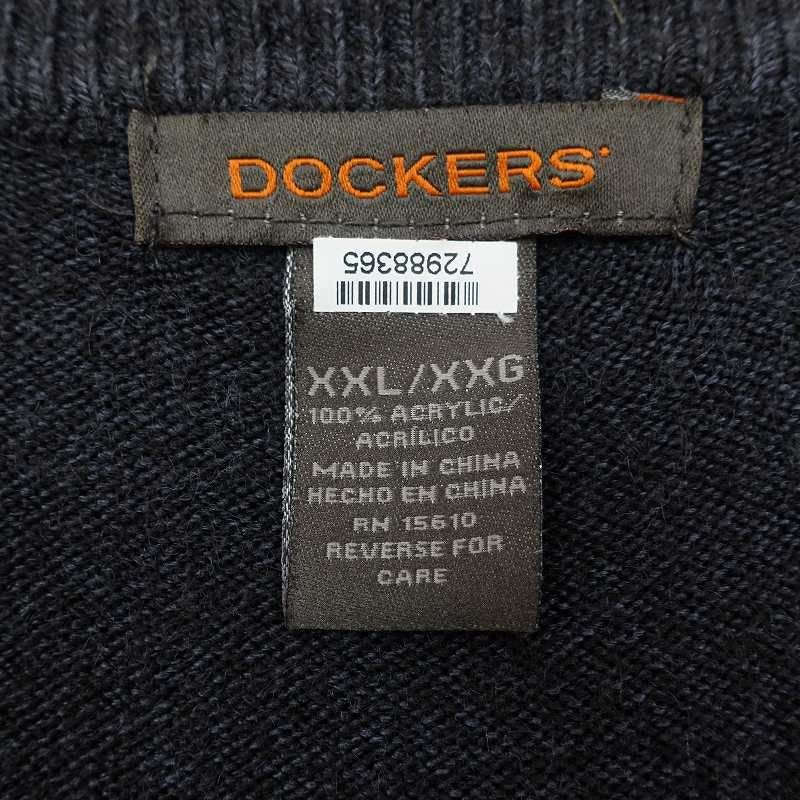 DOCKERS
72988365
XXL/XXG
100% ACRYLIC/
ACRÍLICO
MADE IN CHINA
HECHO EN CHINA
RN 15610
REVERSE FOR
CARE